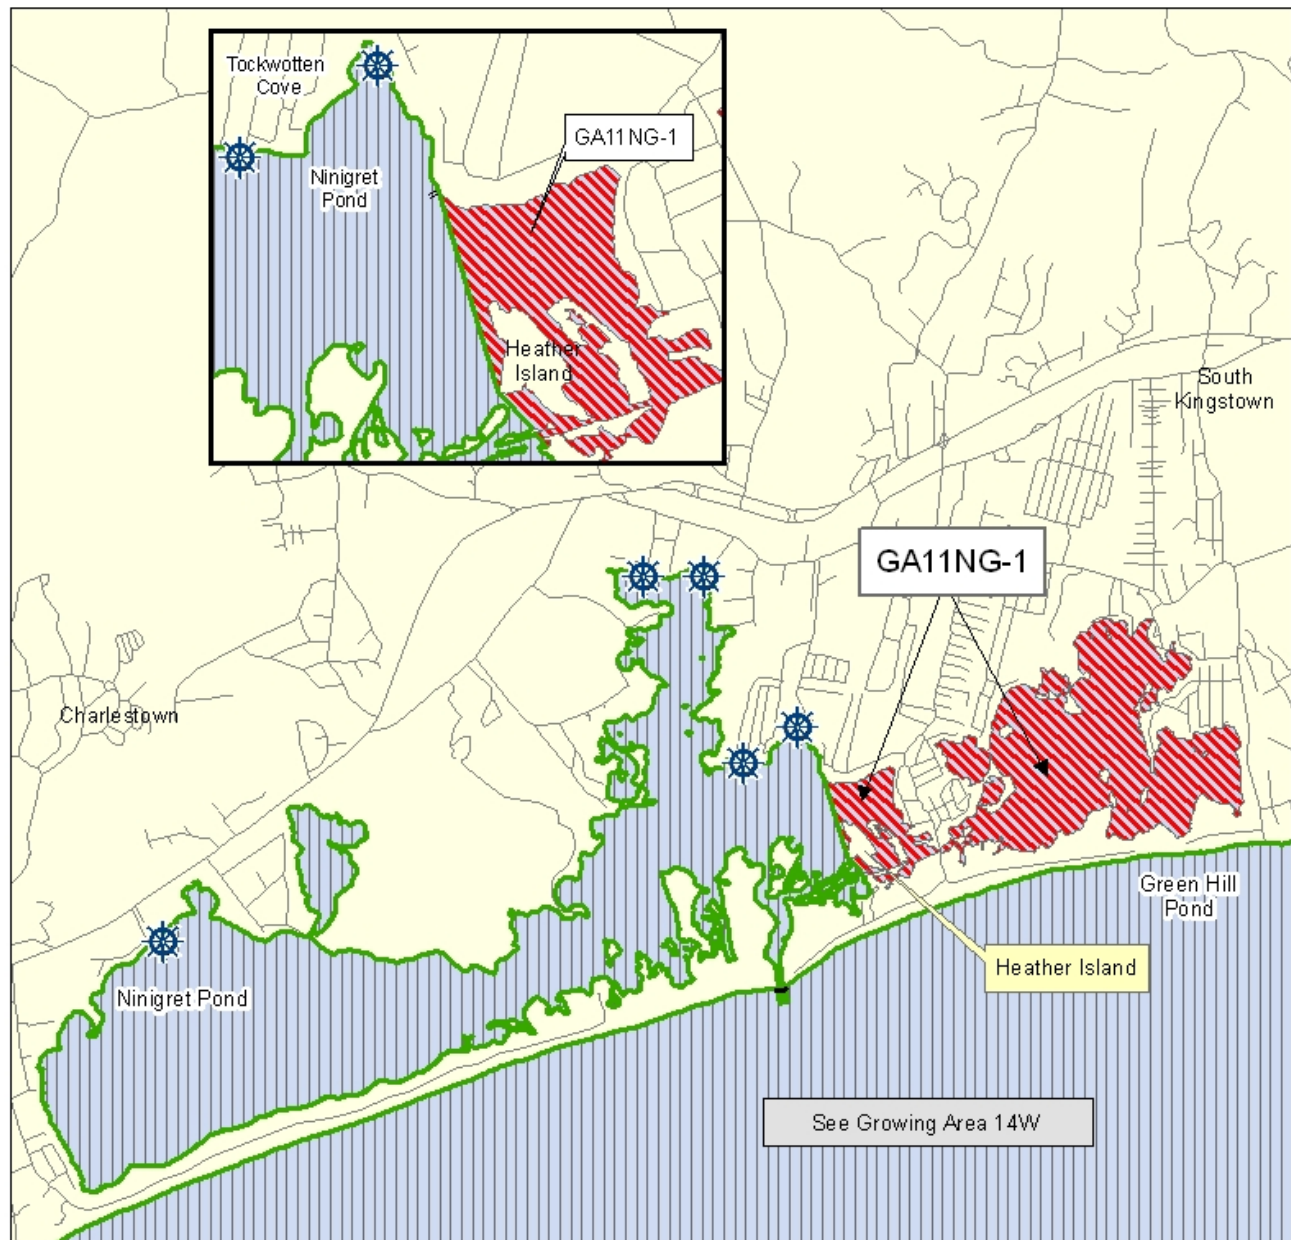 Tockwotten
Cove
GA11NG-1
Ninigret
Pond
Heather
Island
South
Kingstown
GA11NG-1
Charlestown
Green Hill
Pond
Heather Island
Ninigret Pond
See Growing Area 14W